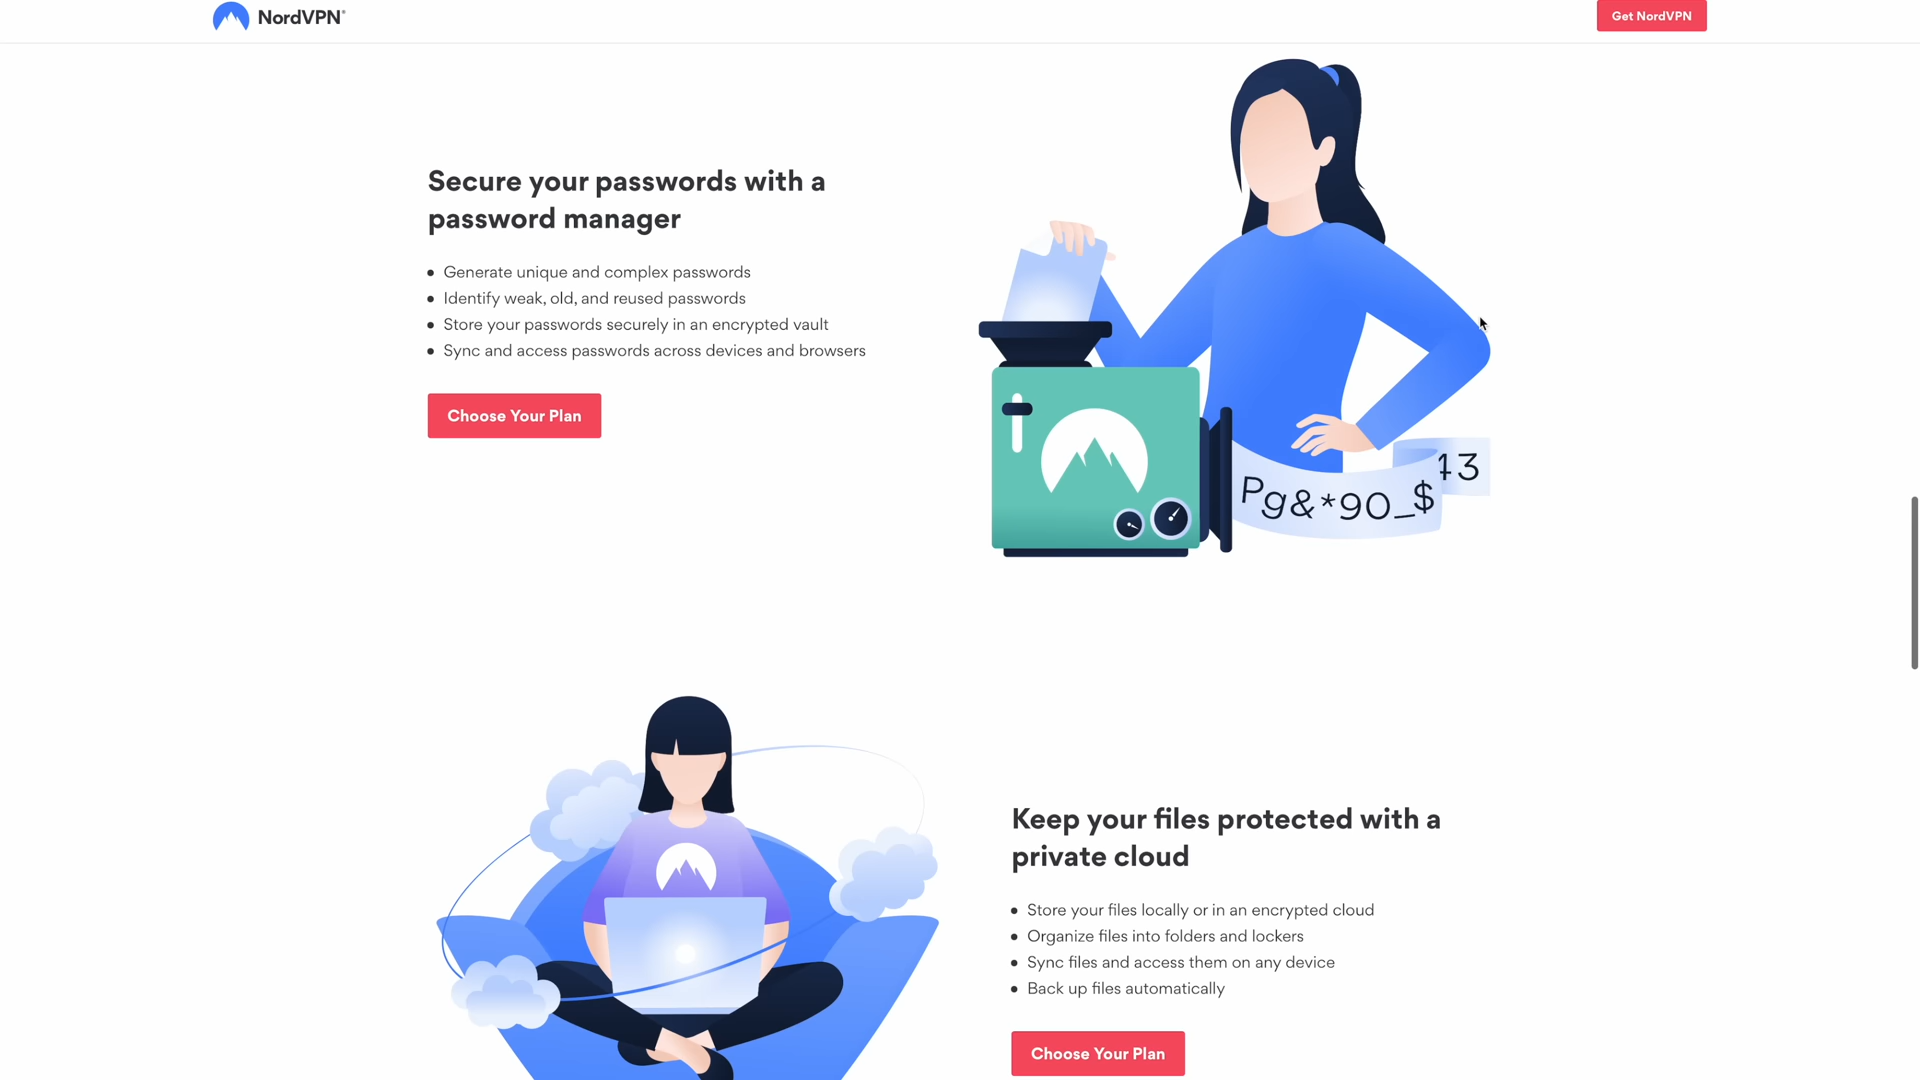 NordVPN®
Get NordVPN
Secure your passwords with a
password manager
Generate unique and complex passwords
Identify weak, old, and reused passwords
Store your passwords securely in an encrypted vault
Sync and access passwords across devices and browsers
Choose Your Plan
Pg&*90_$
43
Keep your files protected with a
private cloud
Store your files locally or in an encrypted cloud
Organize files into folders and lockers
Sync files and access them on any device
Back up files automatically
Choose Your Plan